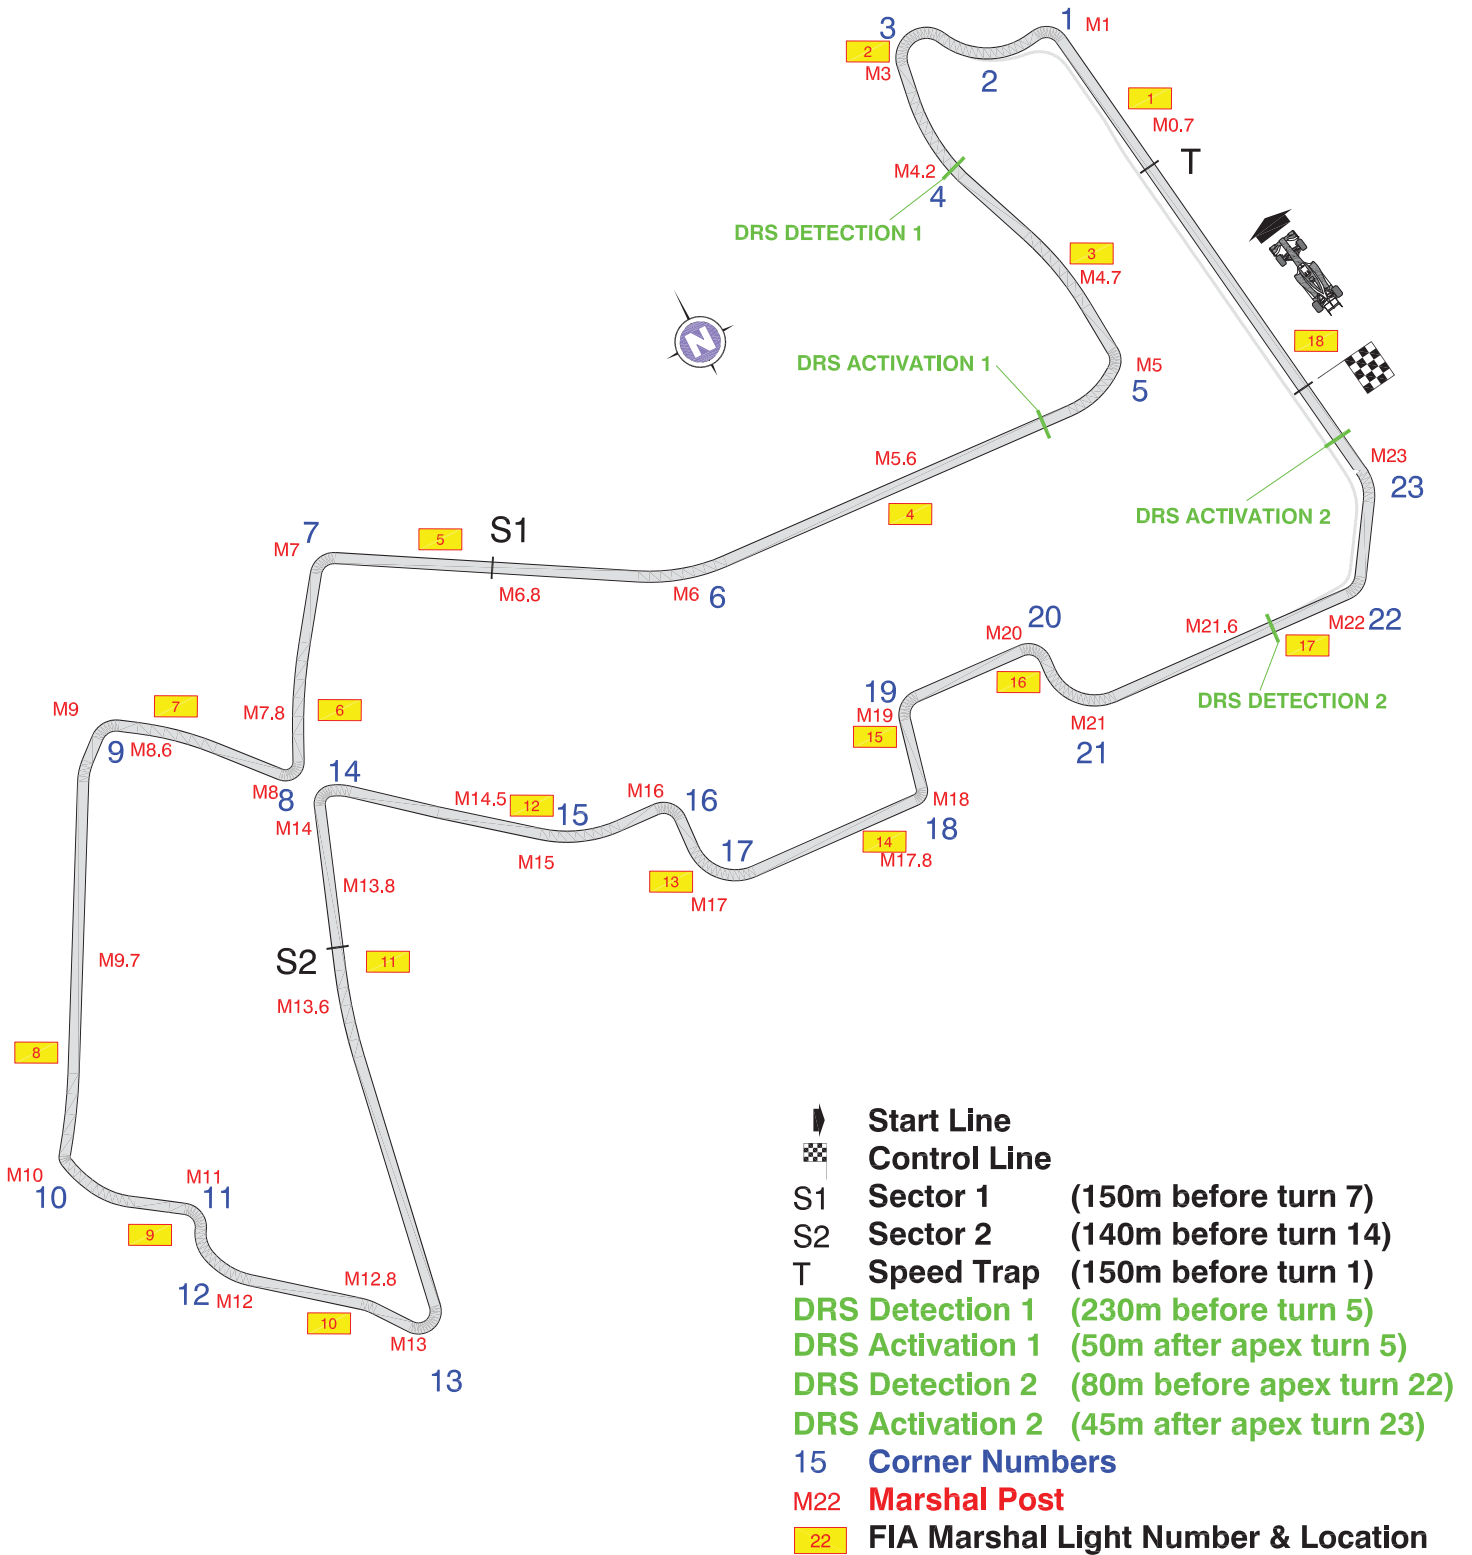 1
M1
3
2
M3
2
1
M0.7
T
M4.2
4
DRS DETECTION 1
3
M4.7
N
18
DRS ACTIVATION 1
M5
5
M5.6
M23
23
4
DRS ACTIVATION 2
7
M7
5
S1
M6.8
M6
6
20
M20
M21.6
M22
22
17
16
19
M19
15
DRS DETECTION 2
M21
21
M9
7
M7.8
6
9
M8.6
M8
8
14
M14
M14.5
12
15
M15
M16
16
M18
18
17
14
M17.8
13
M17
M13.8
S2
11
M13.6
M9.7
8
M10
10
M11
11
9
12
M12
M12.8
10
M13
13
Start Line
Control Line
S1 Sector 1 (150m before turn 7)
S2 Sector 2 (140m before turn 14)
T Speed Trap (150m before turn 1)
DRS Detection 1 (230m before turn 5)
DRS Activation 1 (50m after apex turn 5)
DRS Detection 2 (80m before apex turn 22)
DRS Activation 2 (45m after apex turn 23)
15 Corner Numbers
M22 Marshal Post
22 FIA Marshal Light Number & Location